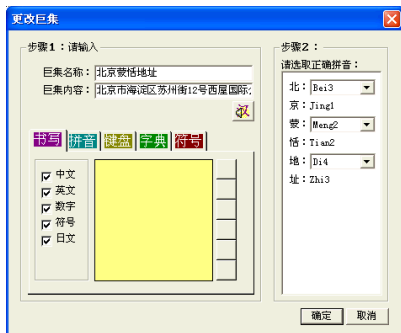 更改巨集
步骤1：请输入
巨集名称：北京蒙恬地址
巨集内容：北京市海淀区苏州街12号西屋国际
汉
书写 拼音 键盘 字典 符号
中文
英文
数字
符号
日文
步骤2：
请选取正确拼音：
北：Bei3
京：Jing1
蒙：Meng2
恬：Tian2
地：Di4
址：Zhi3
确定 取消